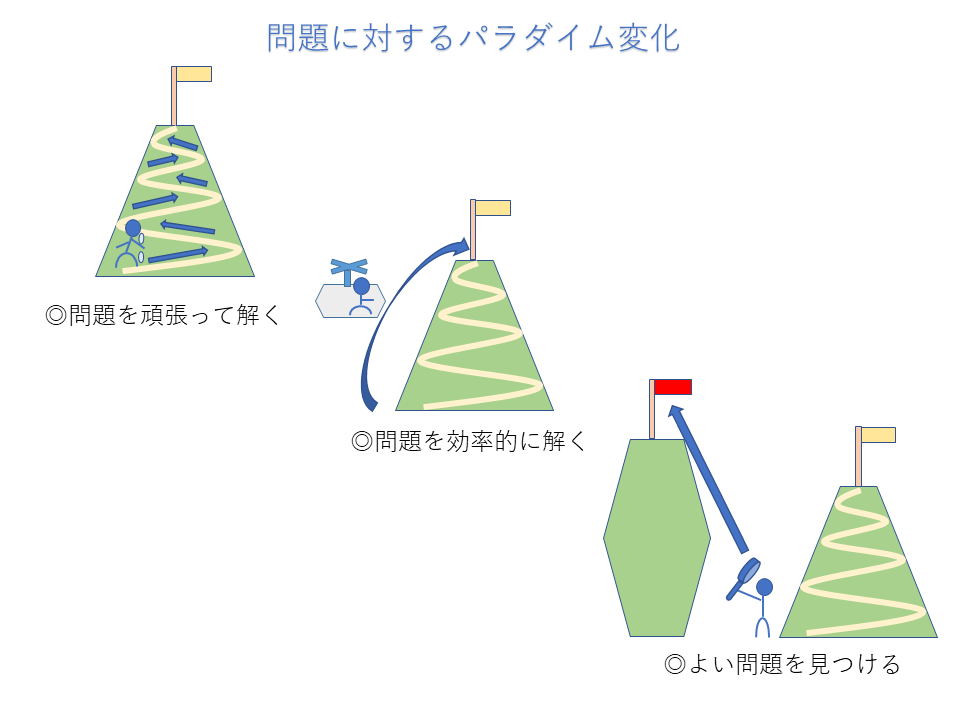 問題に対するパラダイム変化
◎問題を頑張って解く
◎問題を効率的に解く
◎よい問題を見つける